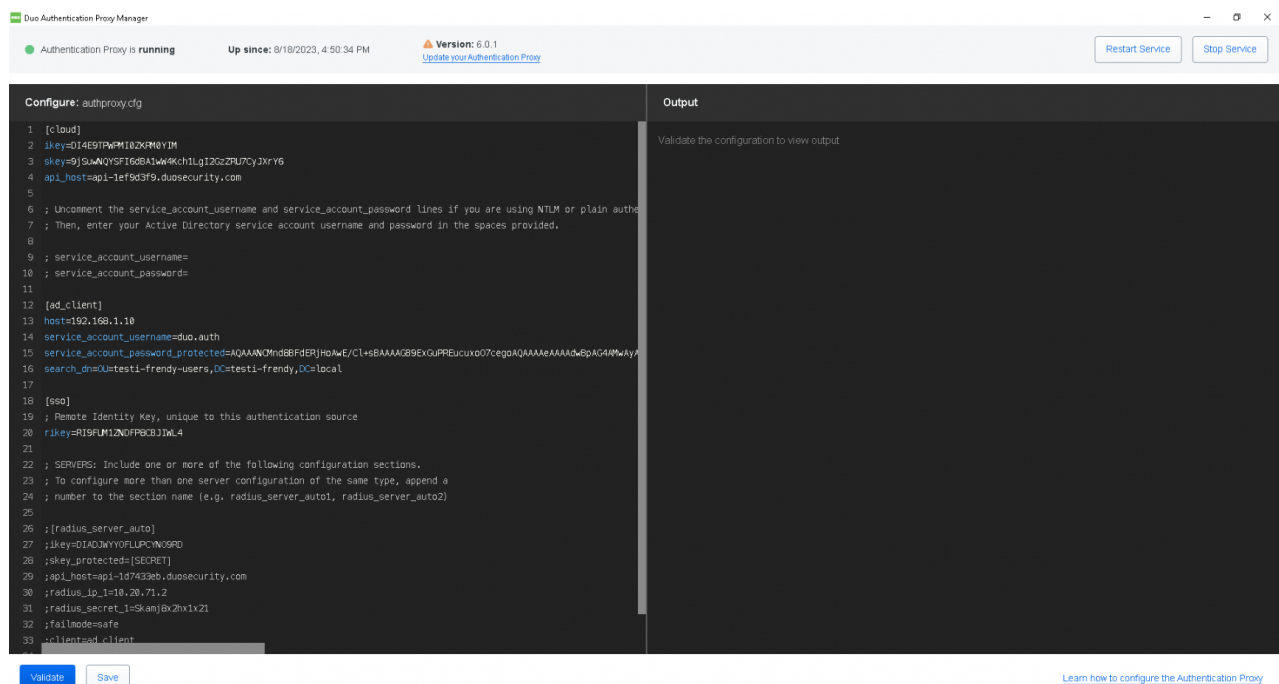 Duo Authentication Proxy Manager
Authentication Proxy is running
Up since: 8/18/2023, 4:50:34 PM
Version: 6.0.1
Update your Authentication Proxy
Restart Service
Stop Service
Configure: authproxy.cfg
1 [cloud]
2 ikey=DI4E9TPWPMI0ZKPM0YIM
3 skey=9jSuwNQYSFI6dBA1wW4Kch1LgI2GzZRU7CyJXrY6
4 api_host=api-1ef9d3f9.duosecurity.com
5
6 ; Uncomment the service_account_username and service_account_password lines if you are using NTLM or plain authe
7 ; Then, enter your Active Directory service account username and password in the spaces provided.
8
9 ; service_account_username=
10 ; service_account_password=
11
12 [ad_client]
13 host=192.168.1.10
14 service_account_username=duo.auth
15 service_account_password_protected=AQAAANCMnd8BFdERjHoAwE/Cl+sBAAAAGB9ExGuPREucuxoO7cegoAQAAAAeAAAAdwBpAG4AMwAyA
16 search_dn=OU=testi-frendy-users,DC=testi-frendy,DC=local
17
18 [sso]
19 ; Remote Identity Key, unique to this authentication source
20 rikey=RI9FUM1ZNDFP8CBJIWL4
21
22 ; SERVERS: Include one or more of the following configuration sections.
23 ; To configure more than one server configuration of the same type, append a
24 ; number to the section name (e.g. radius_server_auto1, radius_server_auto2)
25
26 ;[radius_server_auto]
27 ;ikey=DIADJWYYOFLUPCYNO9RD
28 ;skey_protected=[SECRET]
29 ;api_host=api-1d7433eb.duosecurity.com
30 ;radius_ip_1=10.20.71.2
31 ;radius_secret_1=Skamj8x2hx1x21
32 ;failmode=safe
33 ;client=ad_client
Output
Validate the configuration to view output
Validate
Save
Learn how to configure the Authentication Proxy